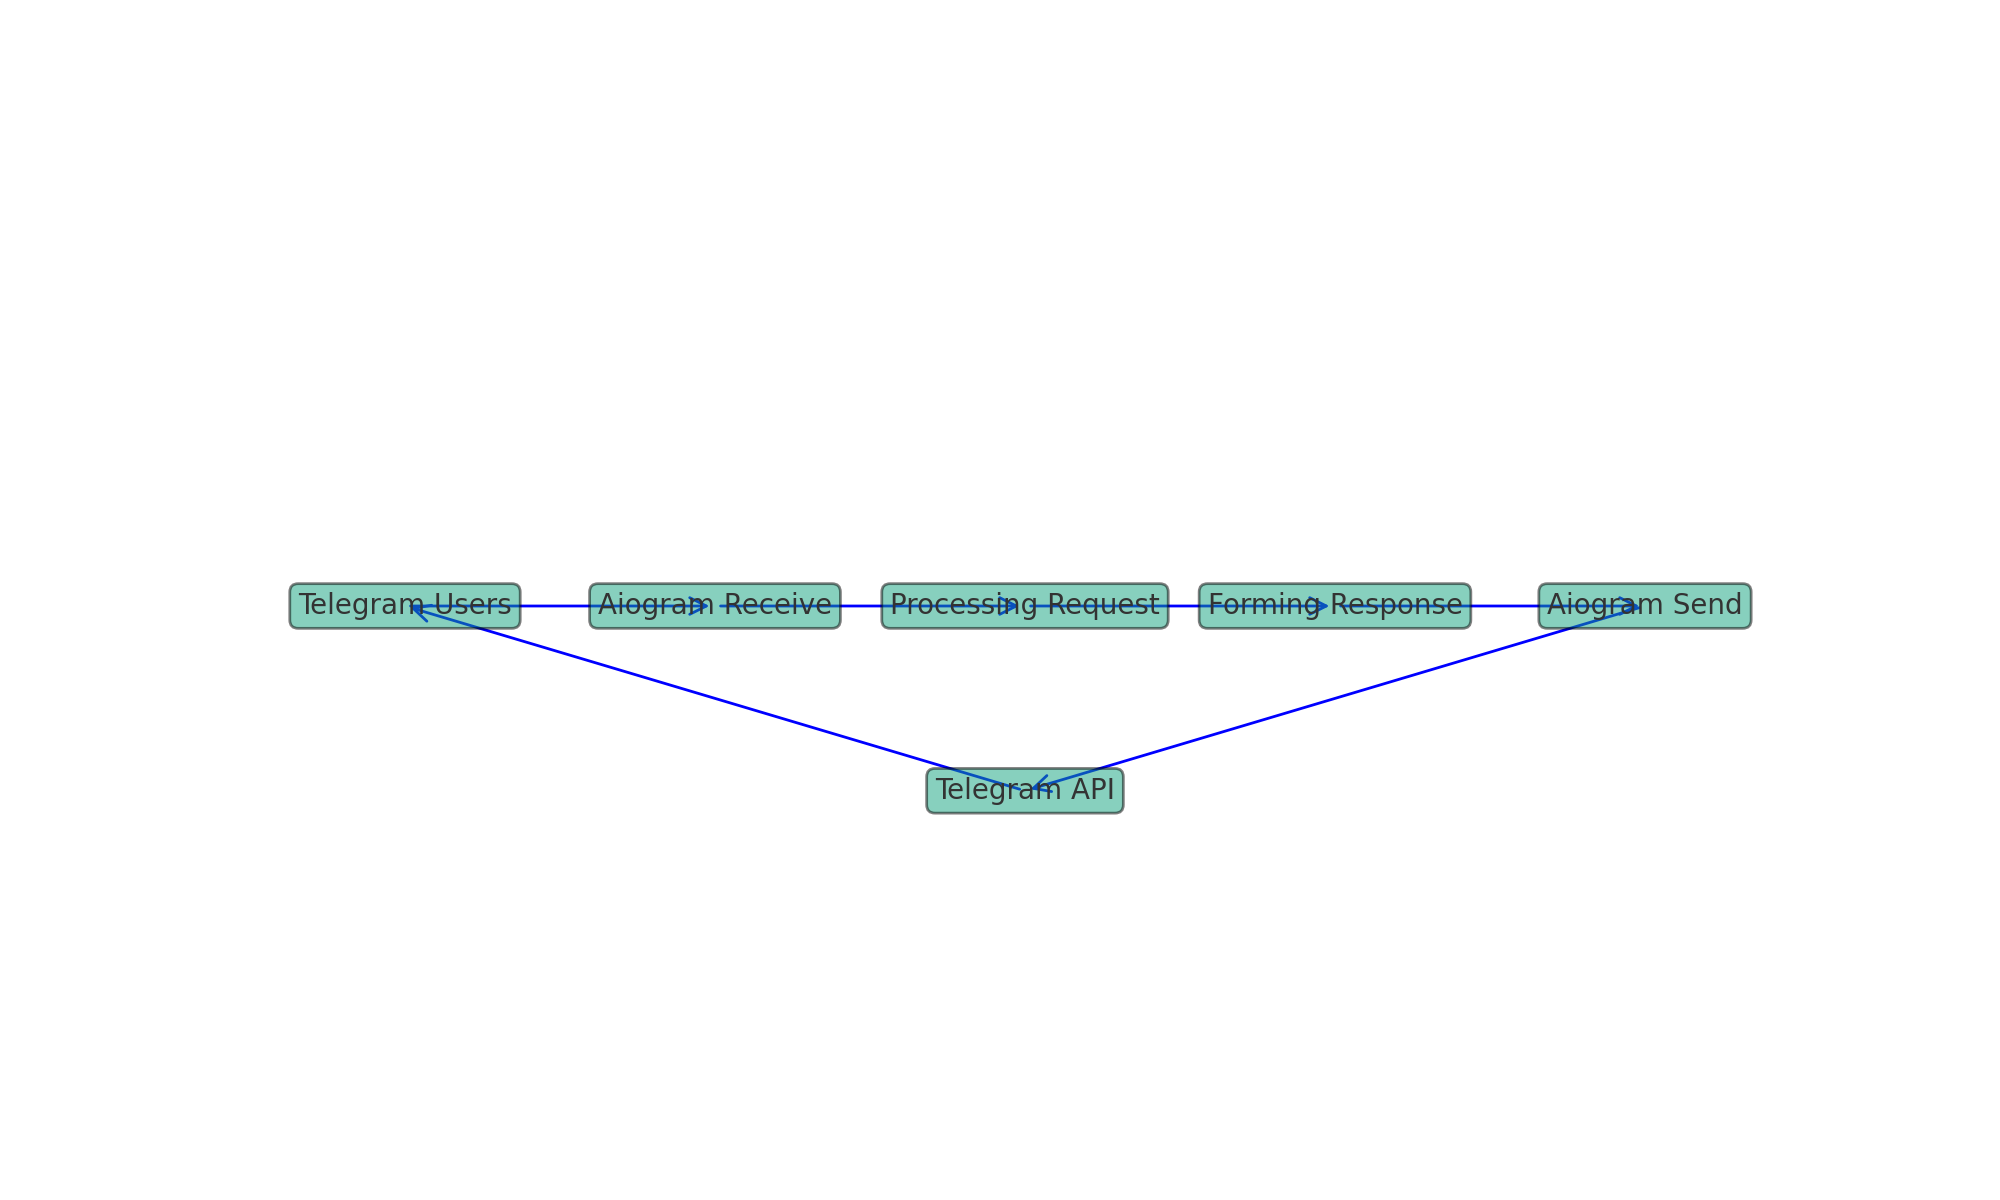 Telegram Users
Aiogram Receive
Processing Request
Forming Response
Aiogram Send
Telegram API